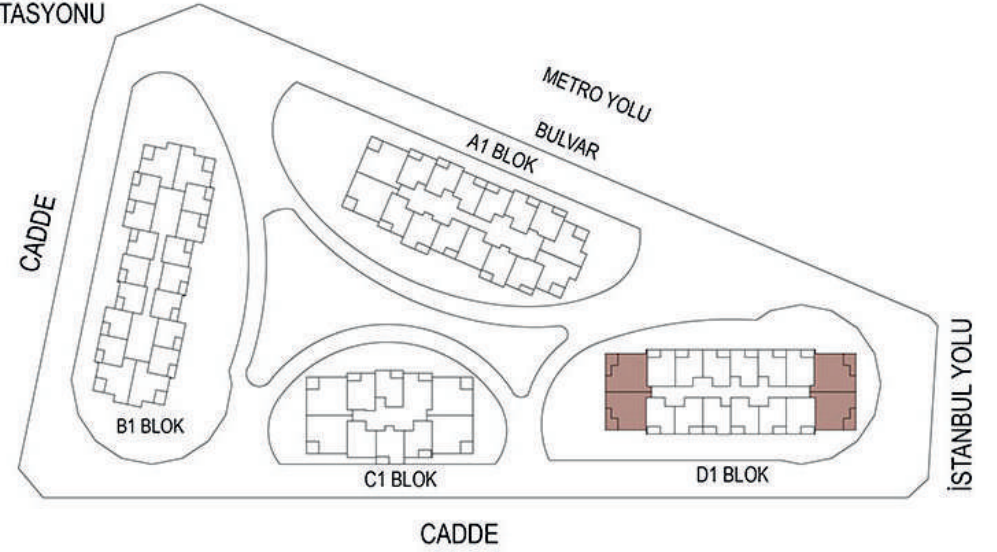 TASYONU
METRO YOLU
BULVAR
A1 BLOK
CADDE
İSTANBUL YOLU
B1 BLOK
C1 BLOK
D1 BLOK
CADDE